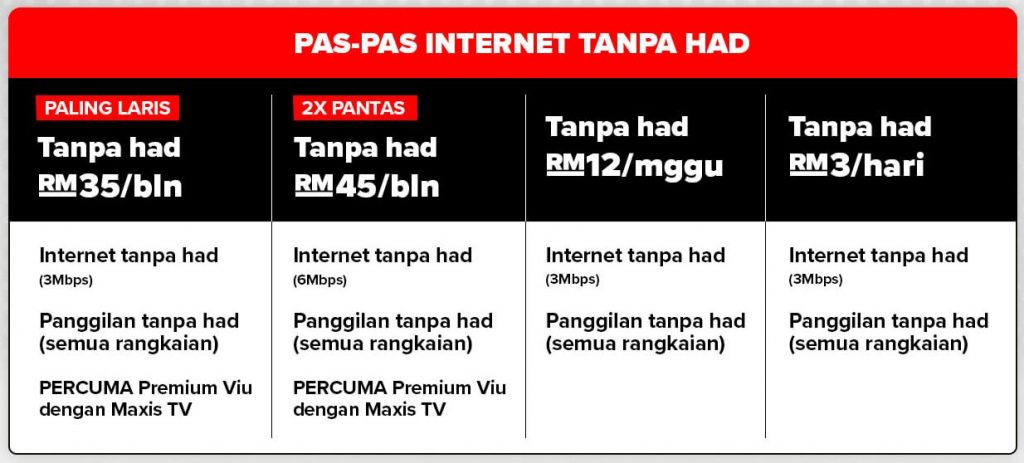 PAS-PAS INTERNET TANPA HAD
PALING LARIS
Tanpa had
RM35/bln
Internet tanpa had
(3Mbps)
Panggilan tanpa had
(semua rangkaian)
PERCUMA Premium Viu
dengan Maxis TV
2X PANTAS
Tanpa had
RM45/bln
Internet tanpa had
(6Mbps)
Panggilan tanpa had
(semua rangkaian)
PERCUMA Premium Viu
dengan Maxis TV
Tanpa had
RM12/mggu
Internet tanpa had
(3Mbps)
Panggilan tanpa had
(semua rangkaian)
Tanpa had
RM3/hari
Internet tanpa had
(3Mbps)
Panggilan tanpa had
(semua rangkaian)